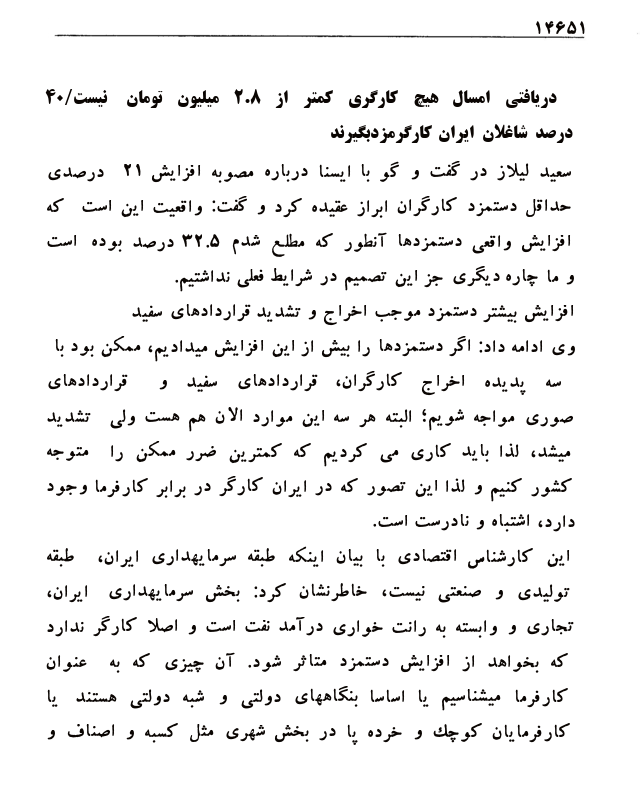 ۱۴۶۵۱
دریافتی امسال هیچ کارگری کمتر از ۲.۸ میلیون تومان نیست/۴۰
درصد شاغلان ایران کارگرمزدبگیرند
سعید لیلاز در گفت و گو با ایسنا درباره مصوبه افزایش ۲۱ درصدی
حداقل دستمزد کارگران ابراز عقیده کرد و گفت: واقعیت این است که
افزایش واقعی دستمزدها آنطور که مطلع شدم ۳۲.۵ درصد بوده است
و ما چاره دیگری جز این تصمیم در شرایط فعلی نداشتیم.
افزایش بیشتر دستمزد موجب اخراج و تشدید قراردادهای سفید
وی ادامه داد: اگر دستمزدها را بیش از این افزایش میدادیم، ممکن بود با
سه پدیده اخراج کارگران، قراردادهای سفید و قراردادهای
صوری مواجه شویم؛ البته هر سه این موارد الان هم هست ولی تشدید
میشد، لذا باید کاری می کردیم که کمترین ضرر ممکن را متوجه
کشور کنیم و لذا این تصور که در ایران کارگر در برابر کارفرما وجود
دارد، اشتباه و نادرست است.
این کارشناس اقتصادی با بیان اینکه طبقه سرمایهداری ایران، طبقه
تولیدی و صنعتی نیست، خاطرنشان کرد: بخش سرمایهداری ایران،
تجاری و وابسته به رانت خواری درآمد نفت است و اصلا کارگر ندارد
که بخواهد از افزایش دستمزد متاثر شود. آن چیزی که به عنوان
کارفرما میشناسیم یا اساسا بنگاههای دولتی و شبه دولتی هستند یا
کارفرمایان کوچك و خرده پا در بخش شهری مثل کسبه و اصناف و